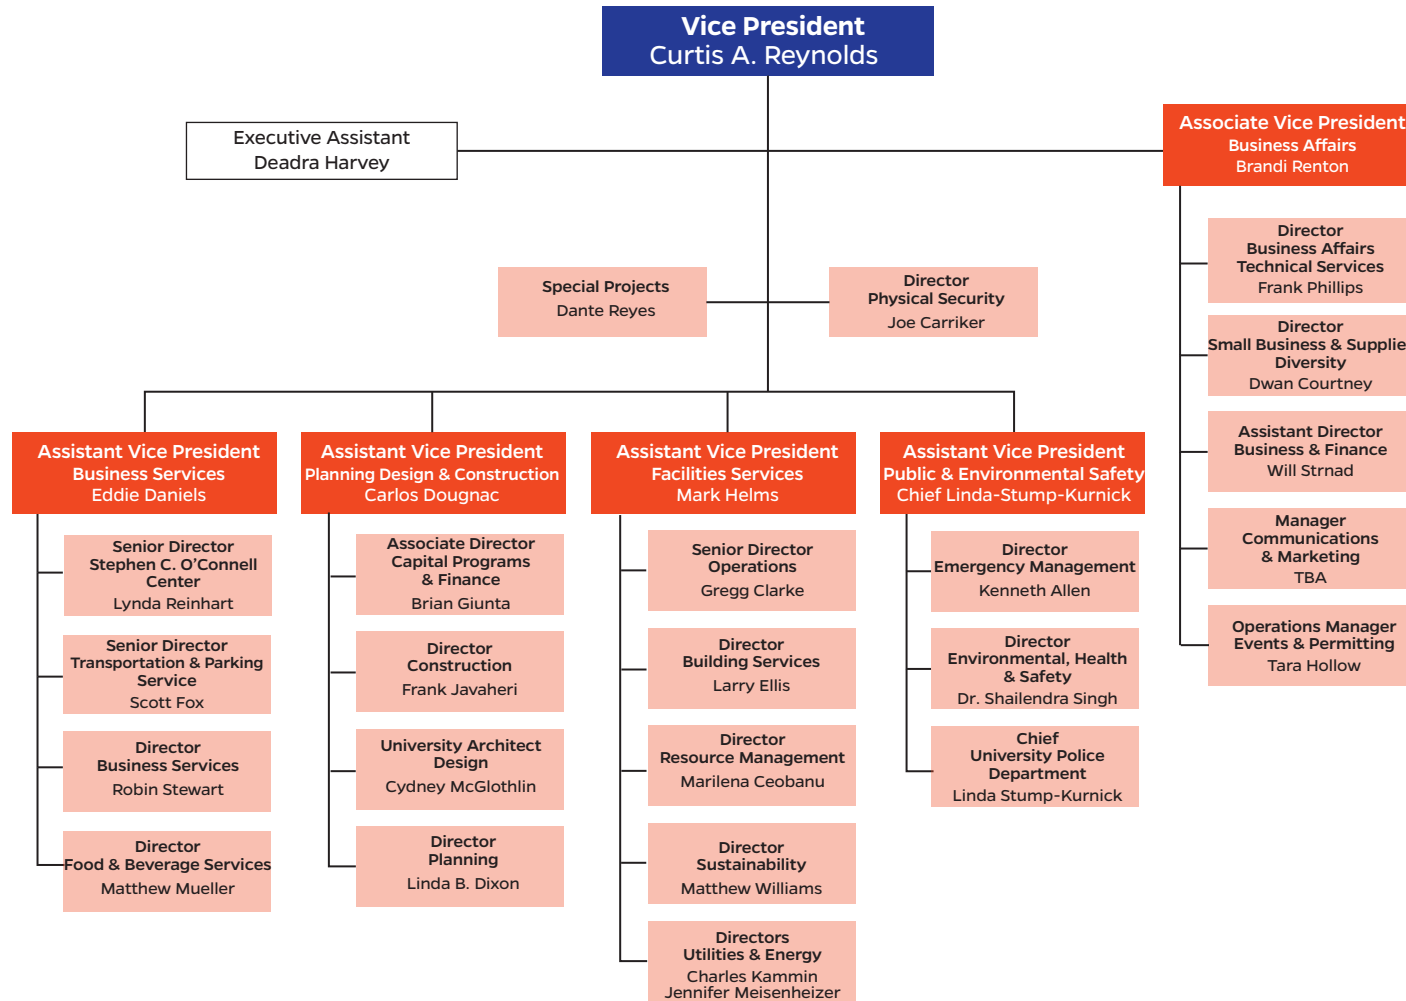 Vice President
Curtis A. Reynolds
Executive Assistant
Deadra Harvey
Associate Vice President
Business Affairs
Brandi Renton
Director
Business Affairs
Technical Services
Frank Phillips
Director
Small Business & Supplie
Diversity
Dwan Courtney
Assistant Director
Business & Finance
Will Strnad
Manager
Communications
& Marketing
TBA
Operations Manager
Events & Permitting
Tara Hollow
Special Projects
Dante Reyes
Director
Physical Security
Joe Carriker
Assistant Vice President
Business Services
Eddie Daniels
Senior Director
Stephen C. O’Connell
Center
Lynda Reinhart
Senior Director
Transportation & Parking
Service
Scott Fox
Director
Business Services
Robin Stewart
Director
Food & Beverage Services
Matthew Mueller
Assistant Vice President
Planning Design & Construction
Carlos Dougnac
Associate Director
Capital Programs
& Finance
Brian Giunta
Director
Construction
Frank Javaheri
University Architect
Design
Cydney McGlothlin
Director
Planning
Linda B. Dixon
Assistant Vice President
Facilities Services
Mark Helms
Senior Director
Operations
Gregg Clarke
Director
Building Services
Larry Ellis
Director
Resource Management
Marilena Ceobanu
Director
Sustainability
Matthew Williams
Directors
Utilities & Energy
Charles Kammin
Jennifer Meisenheizer
Assistant Vice President
Public & Environmental Safety
Chief Linda-Stump-Kurnick
Director
Emergency Management
Kenneth Allen
Director
Environmental, Health
& Safety
Dr. Shailendra Singh
Chief
University Police
Department
Linda Stump-Kurnick